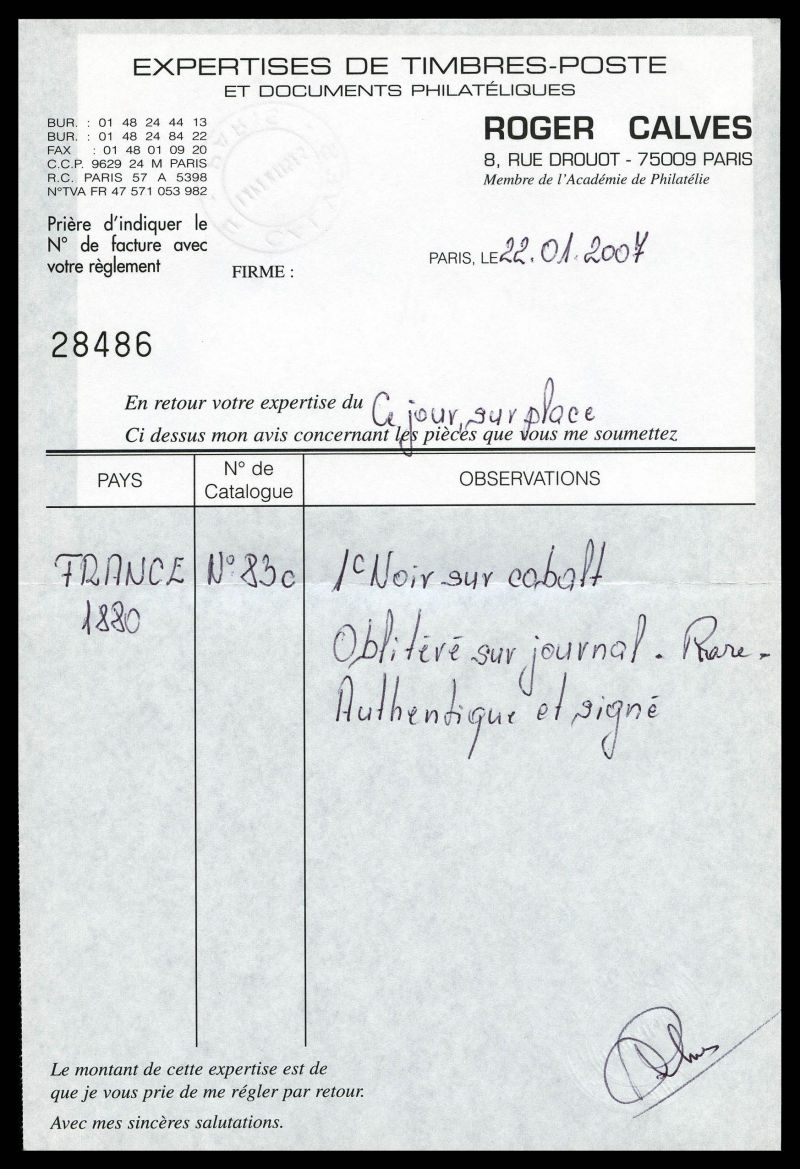 EXPERTISES DE TIMBRES-POSTE
ET DOCUMENTS PHILATÉLIQUES
BUR. : 01 48 24 44 13
BUR. : 01 48 24 84 22
FAX : 01 48 01 09 20
C.C.P. 9629 24 M PARIS
R.C. PARIS 57 A 5398
N°TVA FR 47 571 053 982
ROGER CALVES
8, RUE DROUOT - 75009 PARIS
Membre de l'Académie de Philatélie
Prière d'indiquer le
N° de facture avec
votre règlement
FIRME :
PARIS, LE 22.01.2007
28486
En retour votre expertise du Ce jour, sur place
Ci dessus mon avis concernant les pièces que vous me soumettez
PAYS
N° de Catalogue
OBSERVATIONS
FRANCE N° 83c 1c Noir sur cobalt
1880
Oblitéré sur journal. Rare.
Authentique et signé
Le montant de cette expertise est de
que je vous prie de me régler par retour.
Avec mes sincères salutations.